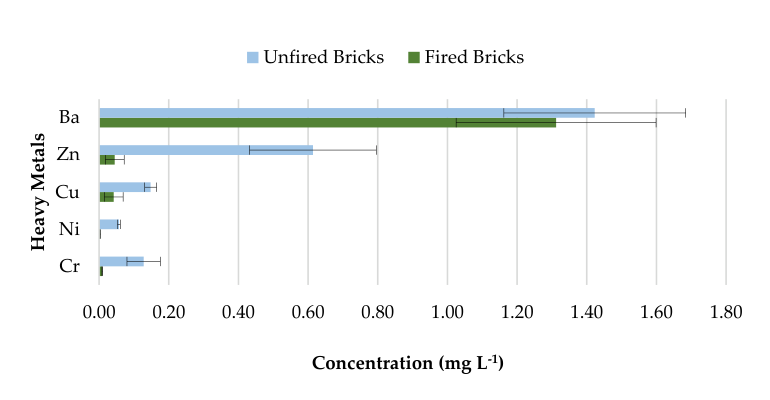 Unfired Bricks Fired Bricks
Heavy Metals
Ba
Zn
Cu
Ni
Cr
0.00 0.20 0.40 0.60 0.80 1.00 1.20 1.40 1.60 1.80
Concentration (mg L⁻¹)